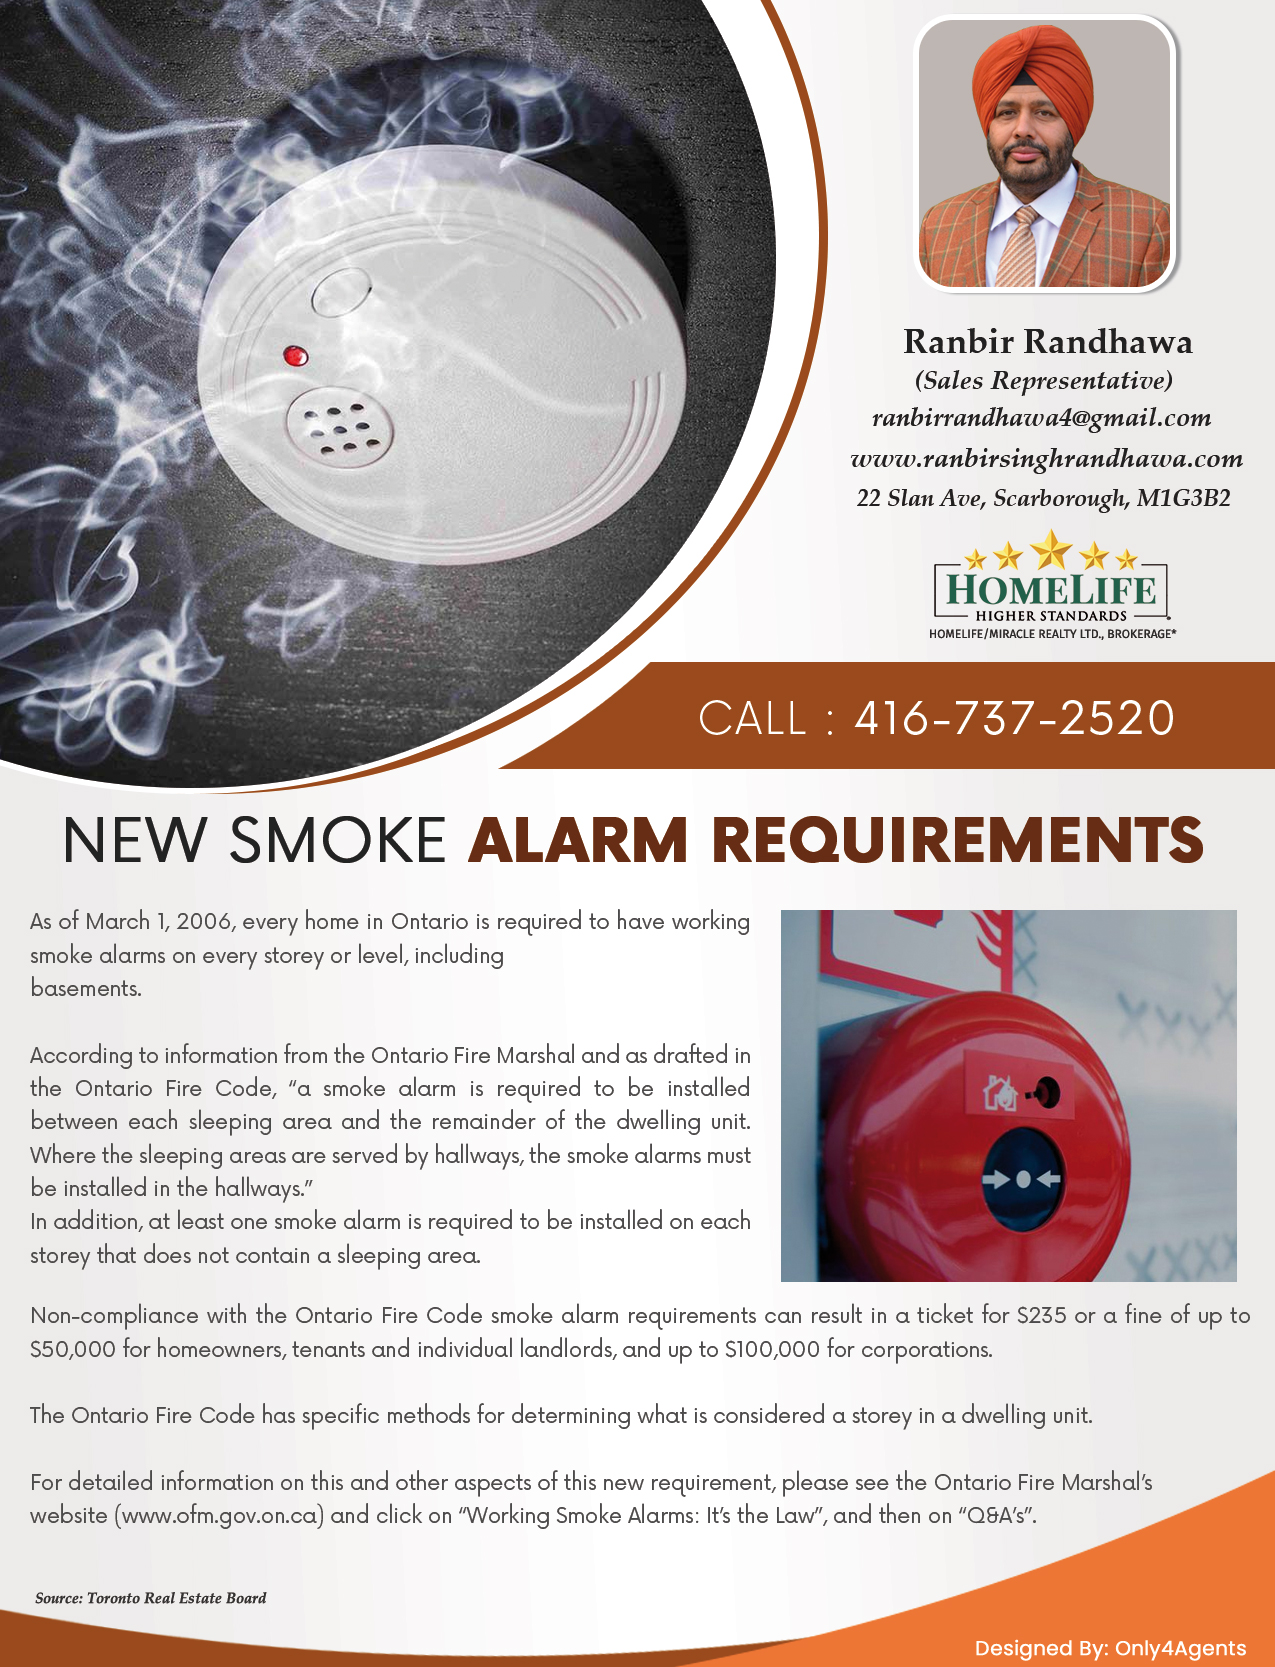 Ranbir Randhawa
(Sales Representative)
ranbirrandhawa4@gmail.com
www.ranbirsinghrandhawa.com
22 Slan Ave, Scarborough, M1G3B2
HOMELIFE
HIGHER STANDARDS
HOMELIFE/MIRACLE REALTY LTD., BROKERAGE*
CALL : 416-737-2520
NEW SMOKE ALARM REQUIREMENTS
As of March 1, 2006, every home in Ontario is required to have working
smoke alarms on every storey or level, including
basements.
According to information from the Ontario Fire Marshal and as drafted in
the Ontario Fire Code, “a smoke alarm is required to be installed
between each sleeping area and the remainder of the dwelling unit.
Where the sleeping areas are served by hallways, the smoke alarms must
be installed in the hallways.”
In addition, at least one smoke alarm is required to be installed on each
storey that does not contain a sleeping area.
Non-compliance with the Ontario Fire Code smoke alarm requirements can result in a ticket for $235 or a fine of up to
$50,000 for homeowners, tenants and individual landlords, and up to $100,000 for corporations.
The Ontario Fire Code has specific methods for determining what is considered a storey in a dwelling unit.
For detailed information on this and other aspects of this new requirement, please see the Ontario Fire Marshal’s
website (www.ofm.gov.on.ca) and click on “Working Smoke Alarms: It’s the Law”, and then on “Q&A’s”.
Source: Toronto Real Estate Board
Designed By: Only4Agents